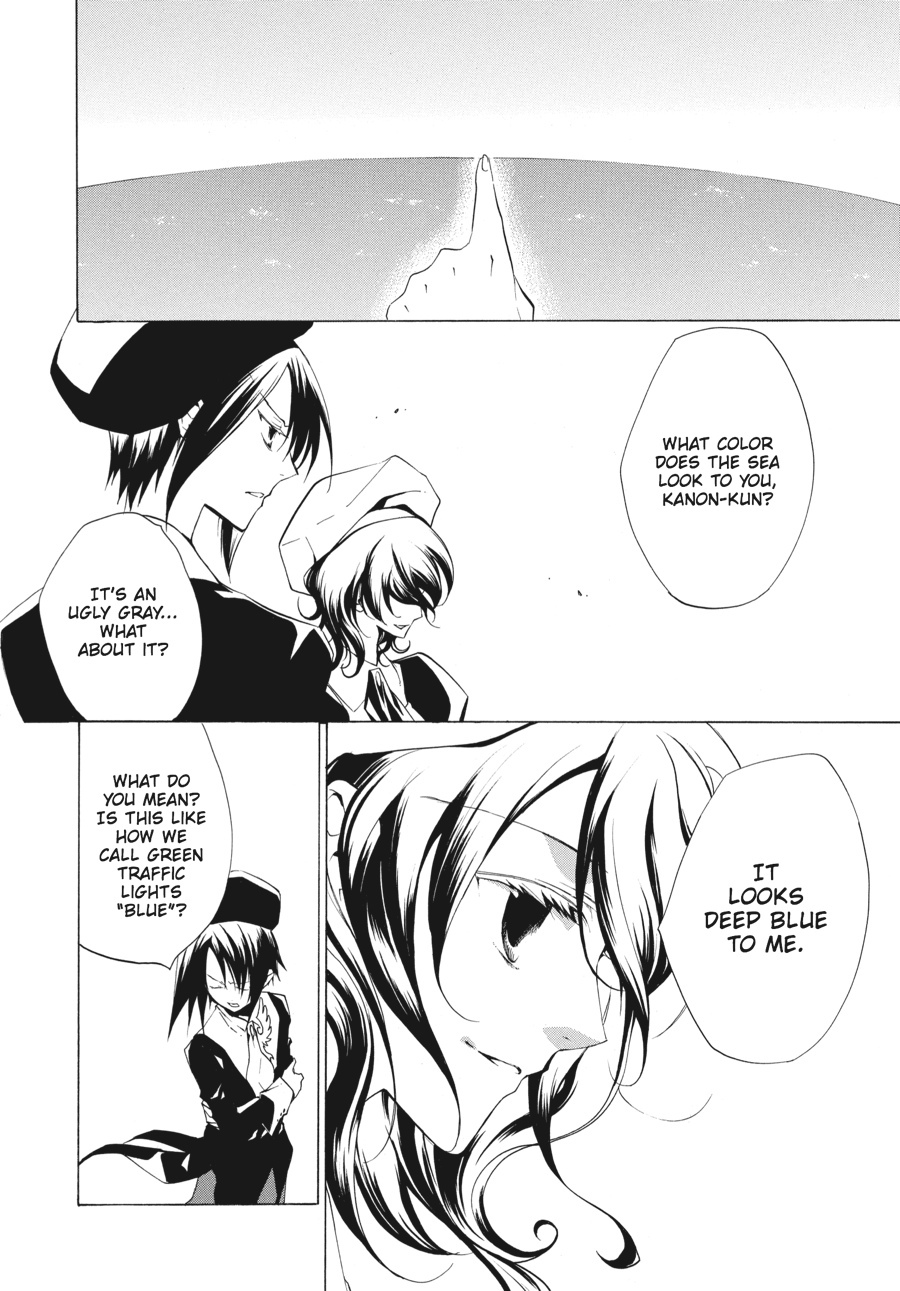 WHAT COLOR
DOES THE SEA
LOOK TO YOU,
KANON-KUN?
IT'S AN
UGLY GRAY...
WHAT
ABOUT IT?
IT
LOOKS
DEEP BLUE
TO ME.
WHAT DO
YOU MEAN?
IS THIS LIKE
HOW WE
CALL GREEN
TRAFFIC
LIGHTS
"BLUE"?